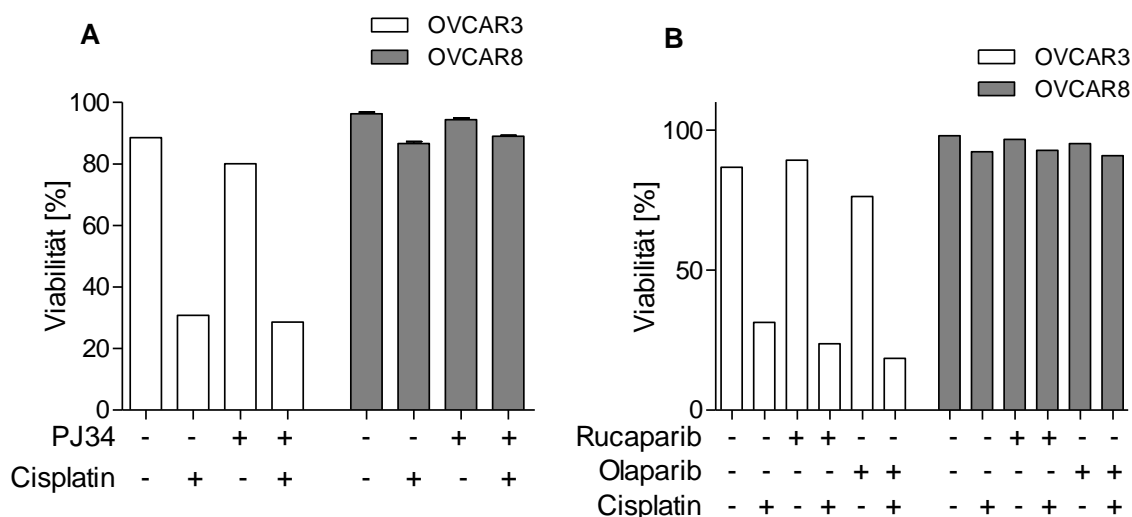 A
OVCAR3
OVCAR8
Viabilität [%]
100
80
60
40
20
0
PJ34 - - + + - - + +
Cisplatin - + - + - + - +
B
OVCAR3
OVCAR8
Viabilität [%]
100
50
0
Rucaparib - - + + - - - - + + - -
Olaparib - - - - + + - - - - + +
Cisplatin - + - + - + - + - + - +